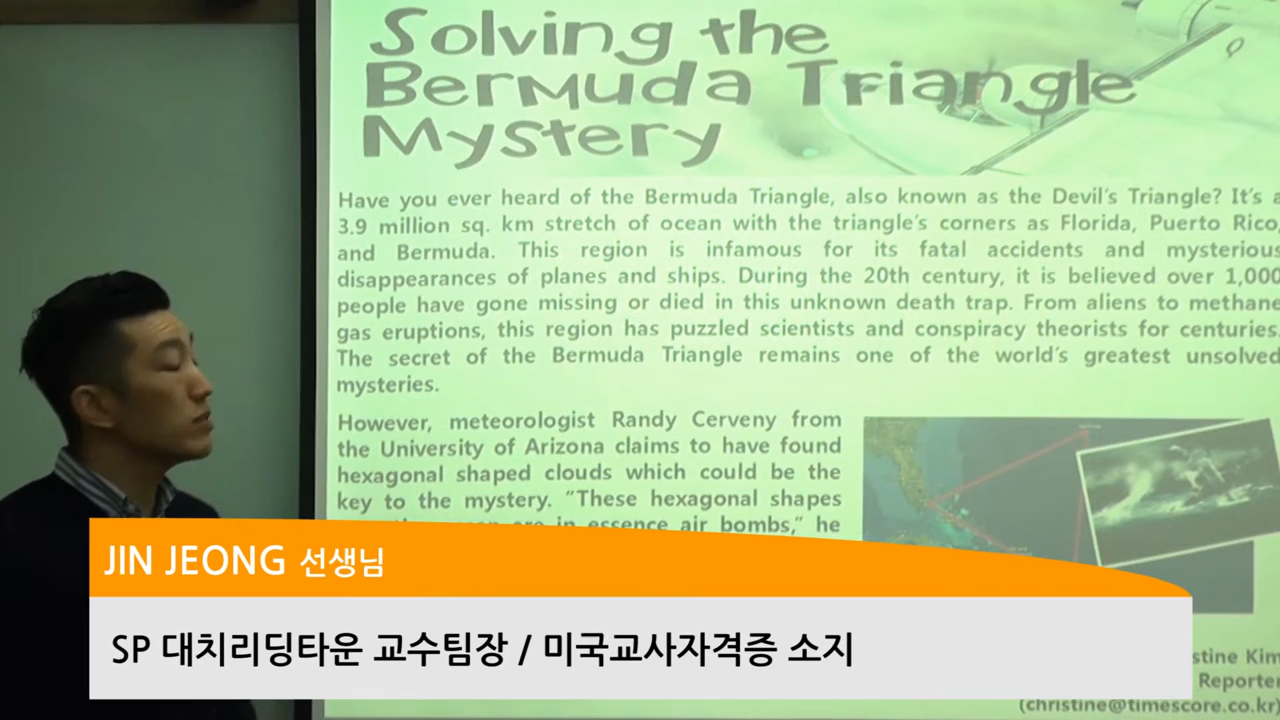 Solving the
Bermuda Triangle
Mystery
Have you ever heard of the Bermuda Triangle, also known as the Devil's Triangle? It's a
3.9 million sq. km stretch of ocean with the triangle's corners as Florida, Puerto Rico,
and Bermuda. This region is infamous for its fatal accidents and mysterious
disappearances of planes and ships. During the 20th century, it is believed over 1,000
people have gone missing or died in this unknown death trap. From aliens to methane
gas eruptions, this region has puzzled scientists and conspiracy theorists for centuries.
The secret of the Bermuda Triangle remains one of the world's greatest unsolved
mysteries.
However, meteorologist Randy Cerveny from
the University of Arizona claims to have found
hexagonal shaped clouds which could be the
key to the mystery. "These hexagonal shapes
in essence air bombs," he
JIN JEONG 선생님
SP 대치리딩타운 교수팀장 / 미국교사자격증 소지
stine Kim
Reporter
(christine@timescore.co.kr)